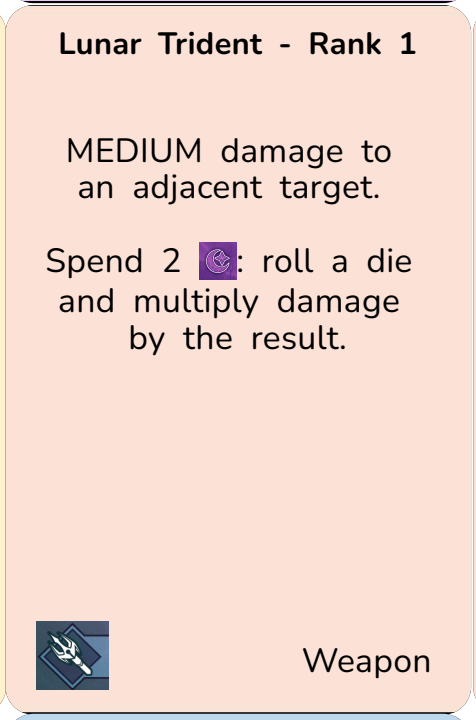 Lunar Trident - Rank 1
MEDIUM damage to
an adjacent target.
Spend 2 : roll a die
and multiply damage
by the result.
Weapon